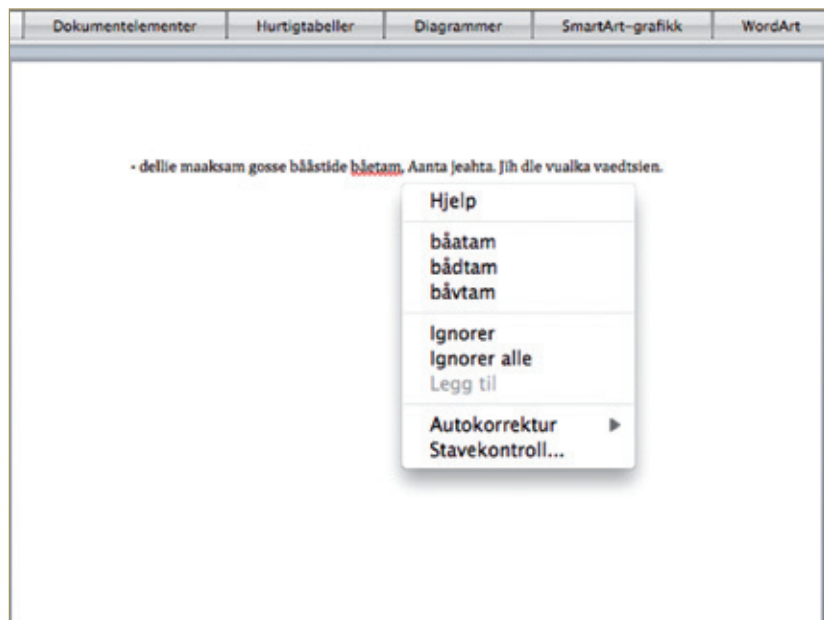 Dokumentelementer Hurtigtabeller Diagrammer SmartArt-grafikk WordArt
- dellie maaksam gosse bååstide båetam, Aanta jeahta. Jïh dle vualka vaedtsien.
Hjelp
båatam
bådtam
båvtam
Ignorer
Ignorer alle
Legg til
Autokorrektur
Stavekontroll...